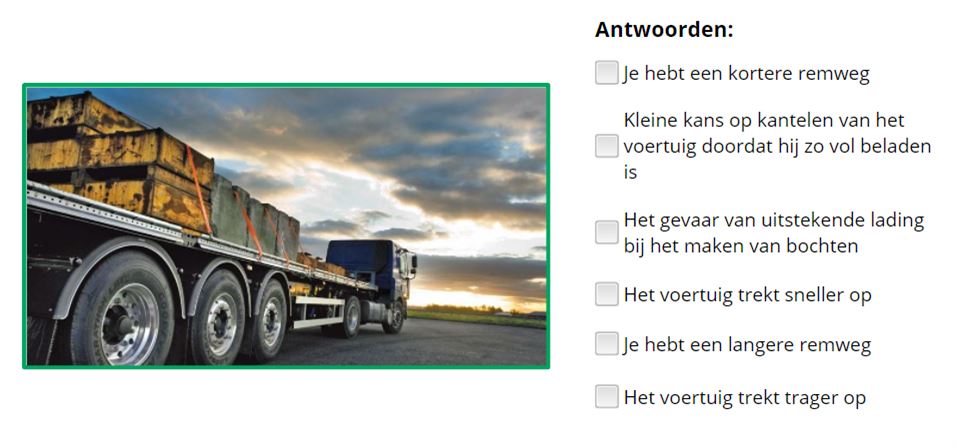 Antwoorden:
Je hebt een kortere remweg
Kleine kans op kantelen van het
voertuig doordat hij zo vol beladen
is
Het gevaar van uitstekende lading
bij het maken van bochten
Het voertuig trekt sneller op
Je hebt een langere remweg
Het voertuig trekt trager op